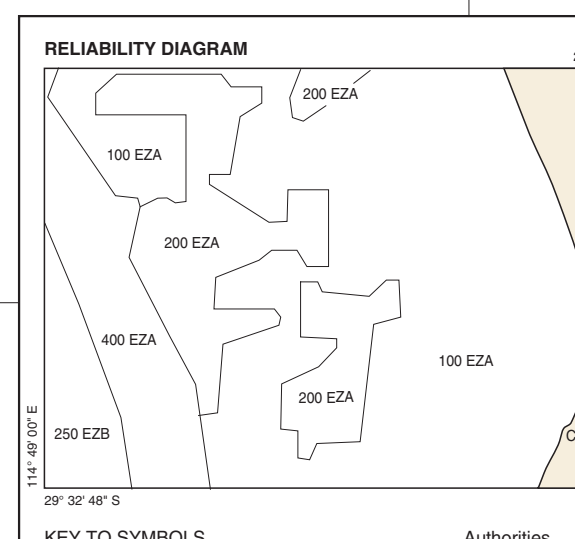 RELIABILITY DIAGRAM
200 EZA
100 EZA
200 EZA
400 EZA
100 EZA
200 EZA
250 EZB
114° 49' 00" E
29° 32' 48" S
KEY TO SYMBOLS
Authorities